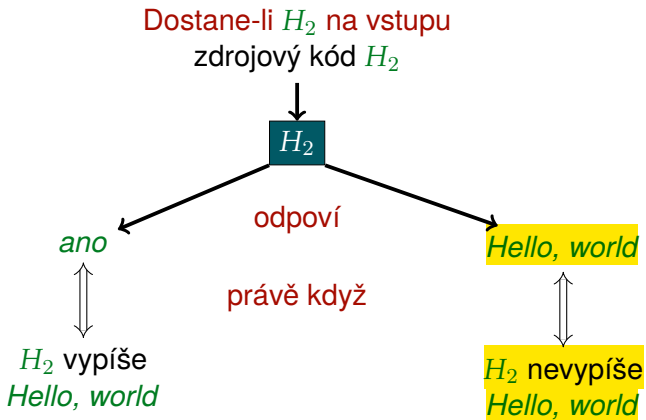 Dostane-li H₂ na vstupu
zdrojový kód H₂
H₂
odpoví
ano
Hello, world
právě když
H₂ vypíše
Hello, world
H₂ nevypíše
Hello, world